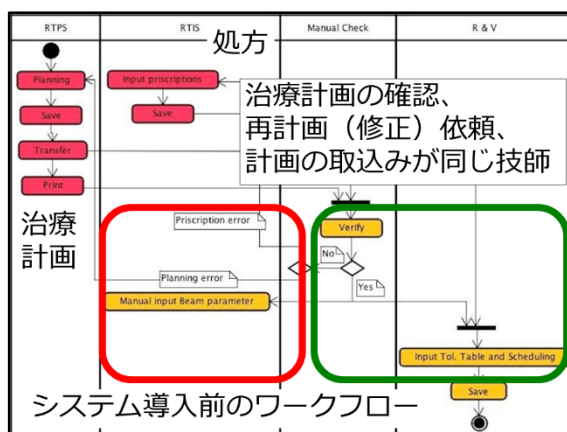 RTPS
RTIS
Manual Check
R & V
処方
Planning
Input priscriptions
Save
Save
治療計画の確認、
再計画（修正）依頼、
計画の取込みが同じ技師
Transfer
Print
治療
計画
Priscription error
Verify
No
Planning error
Yes
Manual input Beam parameter
Input Tol. Table and Scheduling
Save
システム導入前のワークフロー